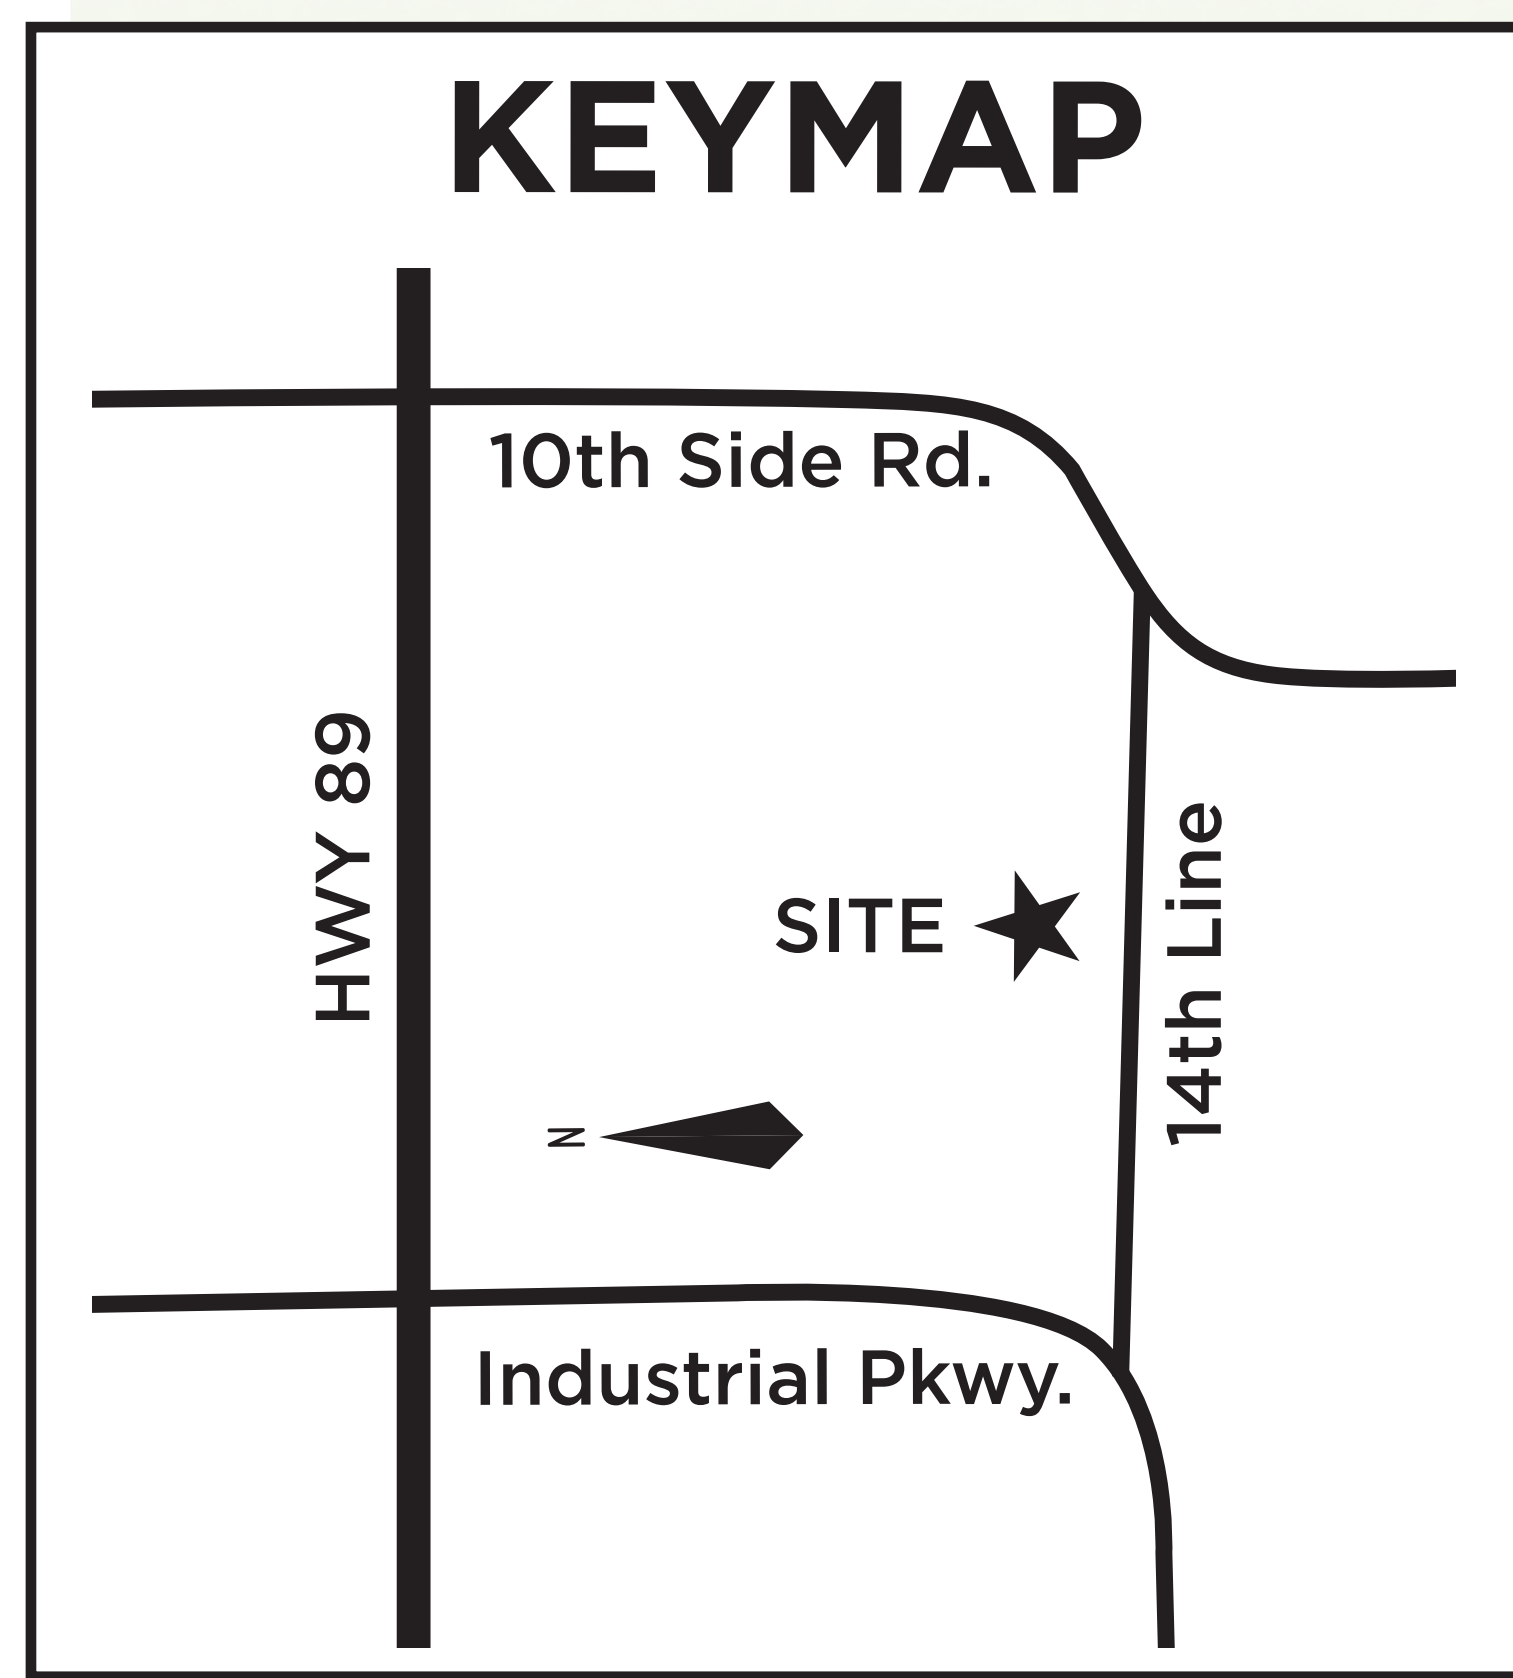 KEYMAP
10th Side Rd.
HWY 89
SITE
14th Line
N
Industrial Pkwy.